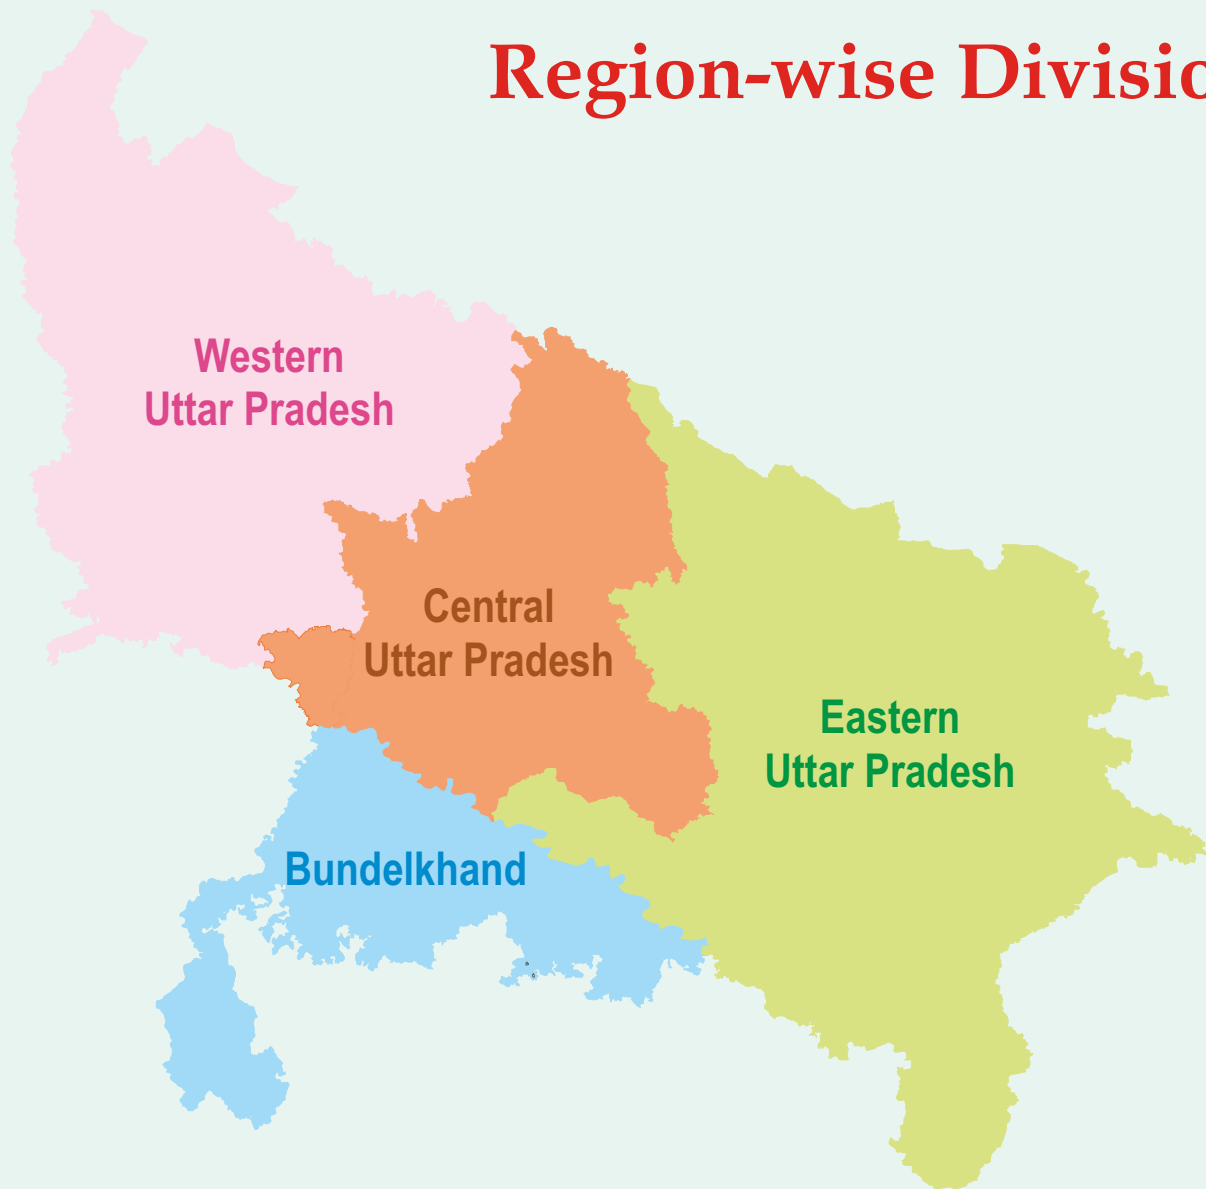 Region-wise Divisio
Western
Uttar Pradesh
Central
Uttar Pradesh
Eastern
Uttar Pradesh
Bundelkhand